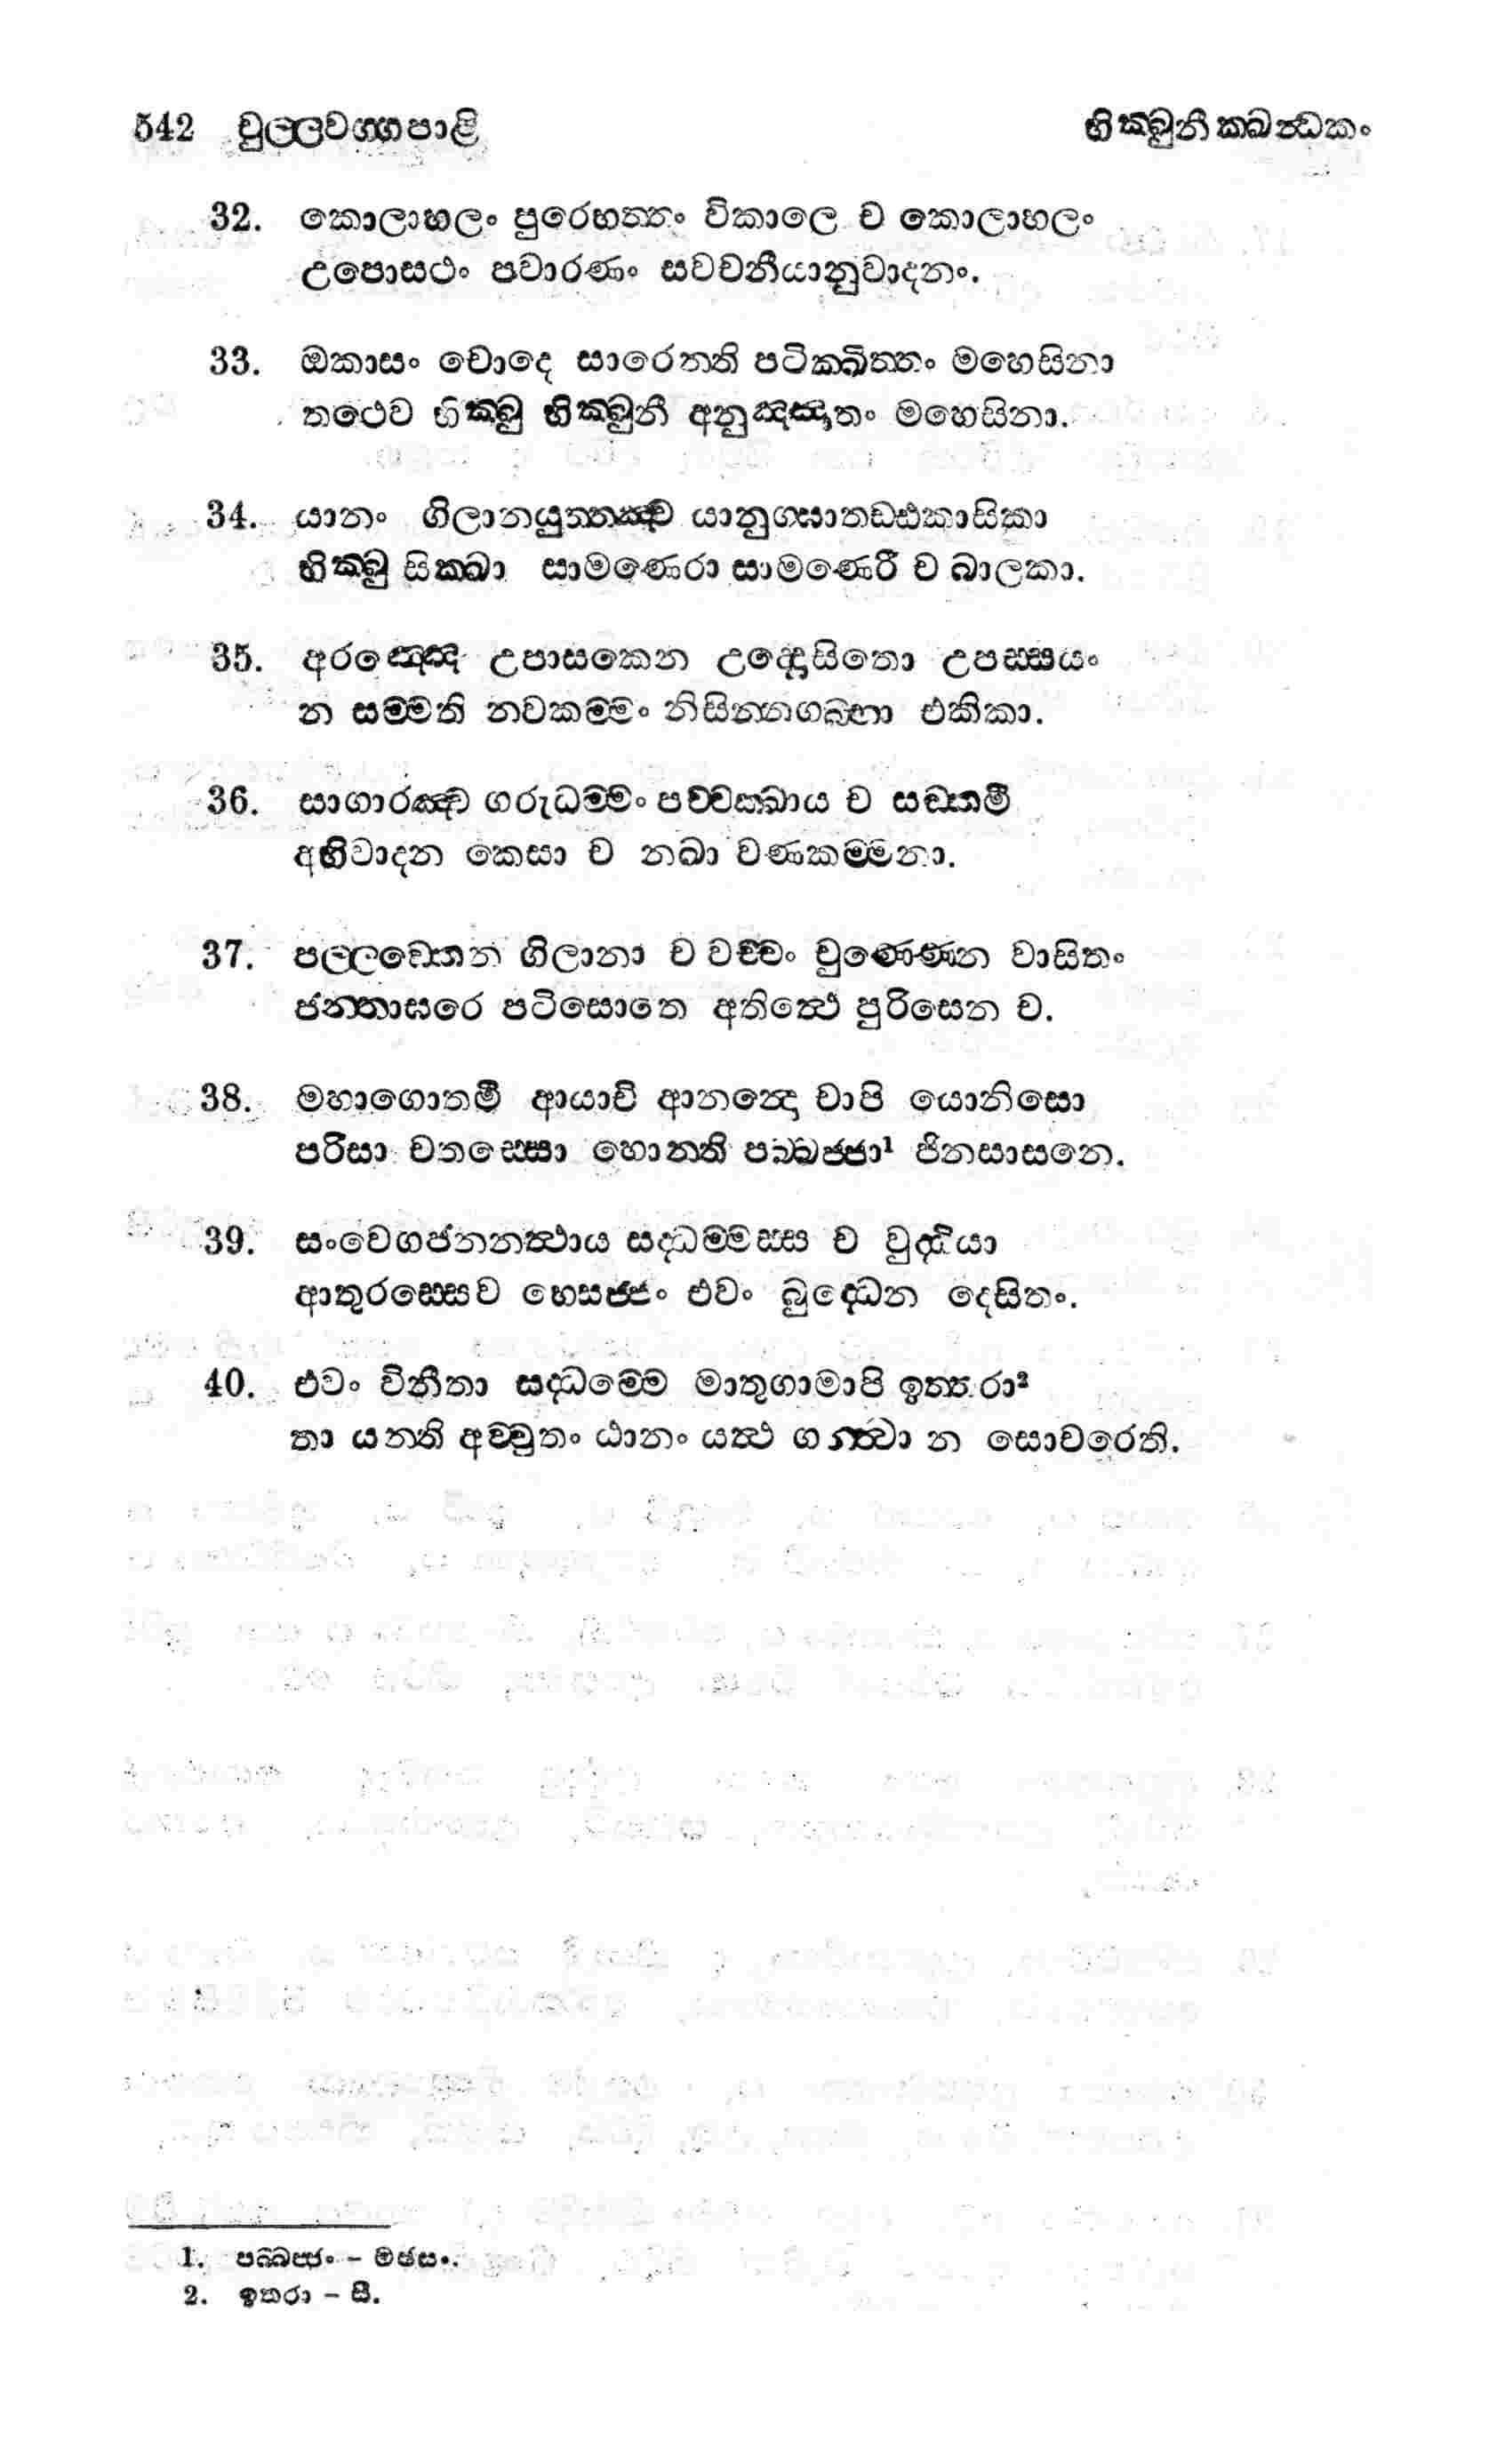 542 චුල්ලවග්ගපාළි
භික්ඛුනීක්ඛන්ධකං
32. කොලාහලං පුරෙභත්තං විකාලෙ ච කොලාහලං
උපොසථං පවාරණං සවචනීයානුවාදනං.
33. ඔකාසං චොදෙ සාරෙන්ති පටික්ඛිත්තං මහෙසිනා
තථෙව භික්ඛු භික්ඛුනී අනුඤ්ඤාතං මහෙසිනා.
34. යානං ගිලානයුත්තඤ්ච යානුග්ඝාතඩ්ඪකාසිකා
භික්ඛු සික්ඛා සාමණෙරා සාමණෙරී ච බාලකා.
35. අරඤ්ඤෙ උපාසකෙන උද්දොසිතො උපස්සයං
න සම්මති නවකම්මං නිසින්නගබ්භා එකිකා.
36. සාගාරඤ්ච ගරුධම්මං පච්චක්ඛාය ච සඞ්කමී
අභිවාදන කෙසා ච නඛා වණකම්මනා.
37. පල්ලඞ්කෙන ගිලානා ච වච්චං චුණ්ණෙන වාසිතං
ජන්තාඝරෙ පටිසොතෙ අතිත්ථෙ පුරිසෙන ච.
38. මහාගොතමී ආයාචි ආනන්දො චාපි යොනිසො
පරිසා චතස්සො හොන්ති පබ්බජ්ජා¹ ජිනසාසනෙ.
39. සංවෙගජනනත්ථාය සද්ධම්මස්ස ච වුද්ධියා
ආතුරස්සෙව භෙසජ්ජං එවං බුද්ධෙන දෙසිතං.
40. එවං විනීතා සද්ධම්මෙ මාතුගාමාපි ඉත්තරා²
තා යන්ති අච්චුතං ඨානං යත්ථ ගන්ත්වා න සොචරෙති.
1. පබ්බජ්ජං – මඡසං.
2. ඉතරා – සී.